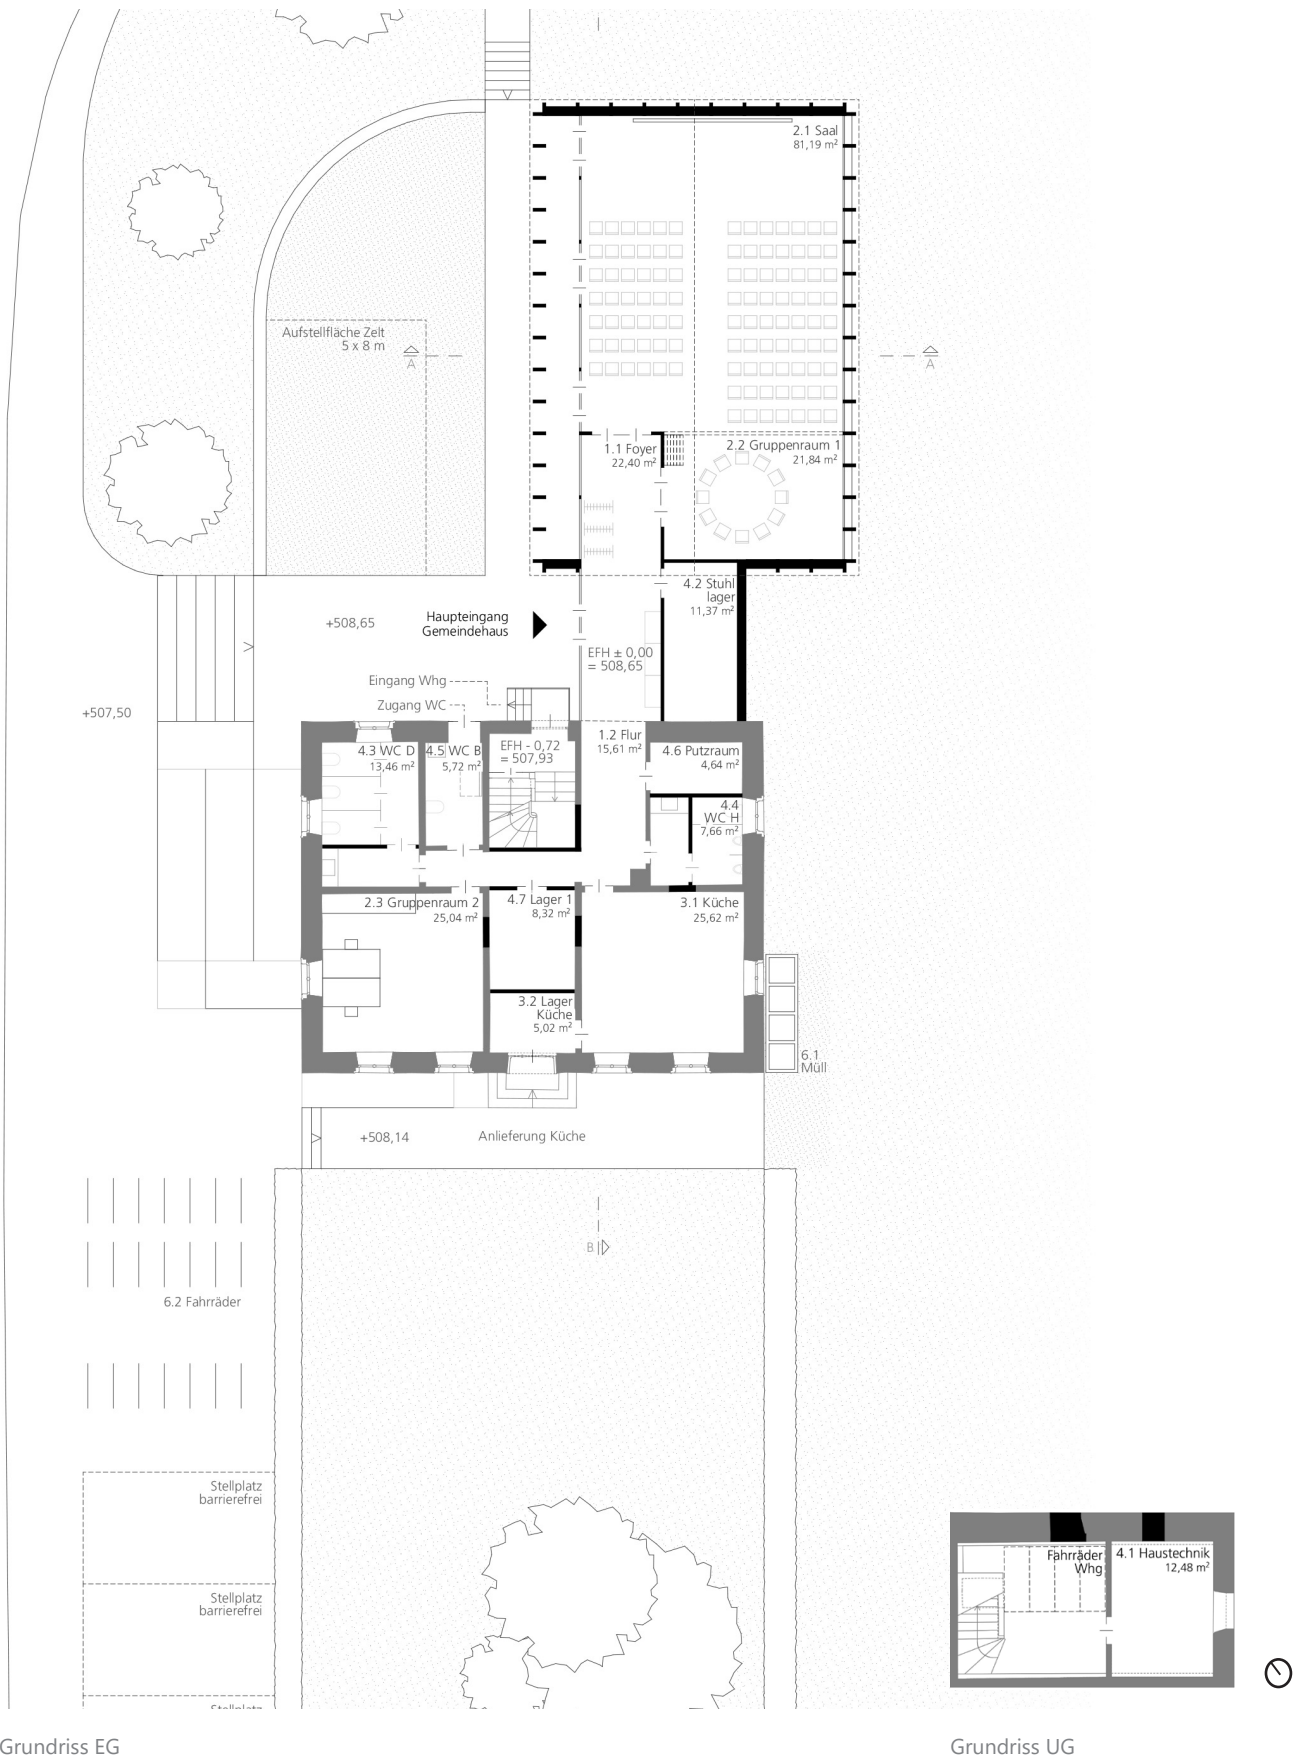 2.1 Saal
81,19 m²
Aufstellfläche Zelt
5 x 8 m
A
A
1.1 Foyer
22,40 m²
2.2 Gruppenraum 1
21,84 m²
4.2 Stuhl
lager
11,37 m²
+508,65
Haupteingang
Gemeindehaus
EFH ± 0,00
= 508,65
Eingang Whg
Zugang WC
+507,50
4.3 WC D
13,46 m²
4.5 WC B
5,72 m²
EFH - 0,72
= 507,93
1.2 Flur
15,61 m²
4.6 Putzraum
4,64 m²
4.4
WC H
7,66 m²
2.3 Gruppenraum 2
25,04 m²
4.7 Lager 1
8,32 m²
3.1 Küche
25,62 m²
3.2 Lager
Küche
5,02 m²
6.1
Müll
+508,14
Anlieferung Küche
B
6.2 Fahrräder
Stellplatz
barrierefrei
Stellplatz
barrierefrei
Stellplatz
Fahrräder
Whg
4.1 Haustechnik
12,48 m²
Grundriss EG
Grundriss UG